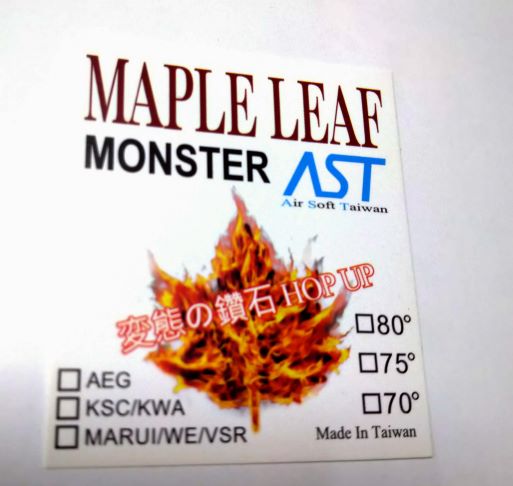 MAPLE LEAF
MONSTER AST
Air Soft Taiwan
変態の鑽石 HOP UP
☐80°
☐75°
☐70°
☐ AEG
☐ KSC/KWA
☐ MARUI/WE/VSR
Made In Taiwan